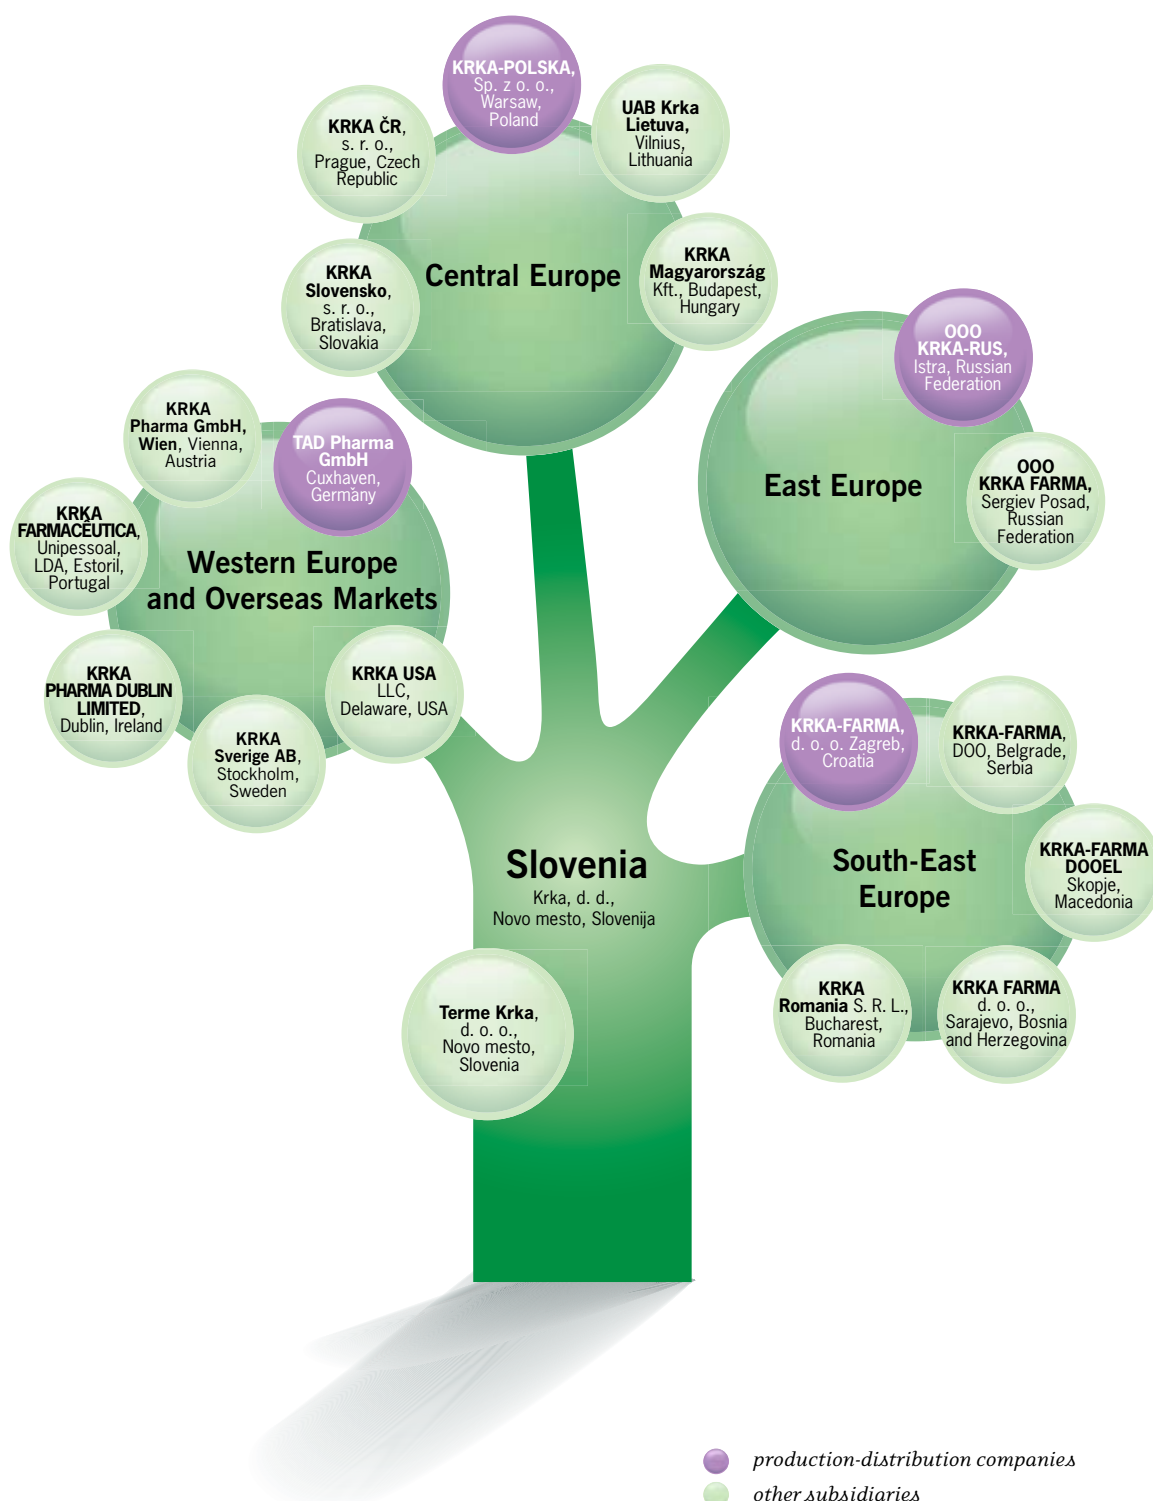 KRKA-POLSKA,
Sp. z o. o.,
Warsaw,
Poland
KRKA ČR,
s. r. o.,
Prague, Czech
Republic
UAB Krka
Lietuva,
Vilnius,
Lithuania
KRKA
Slovensko,
s. r. o.,
Bratislava,
Slovakia
Central Europe
KRKA
Magyarország
Kft., Budapest,
Hungary
OOO
KRKA-RUS,
Istra, Russian
Federation
East Europe
OOO
KRKA FARMA,
Sergiev Posad,
Russian
Federation
KRKA
Pharma GmbH,
Wien, Vienna,
Austria
TAD Pharma
GmbH
Cuxhaven,
Germăny
KRKA
FARMACÊUTICA,
Unipessoal,
LDA, Estoril,
Portugal
Western Europe
and Overseas Markets
KRKA
PHARMA DUBLIN
LIMITED,
Dublin, Ireland
KRKA
Sverige AB,
Stockholm,
Sweden
KRKA USA
LLC,
Delaware, USA
KRKA-FARMA,
d. o. o. Zagreb,
Croatia
KRKA-FARMA,
DOO, Belgrade,
Serbia
KRKA-FARMA
DOOEL
Skopje,
Macedonia
South-East
Europe
KRKA
Romania S. R. L.,
Bucharest,
Romania
KRKA FARMA
d. o. o.,
Sarajevo, Bosnia
and Herzegovina
Slovenia
Krka, d. d.,
Novo mesto, Slovenija
Terme Krka,
d. o. o.,
Novo mesto,
Slovenia
production-distribution companies
other subsidiaries